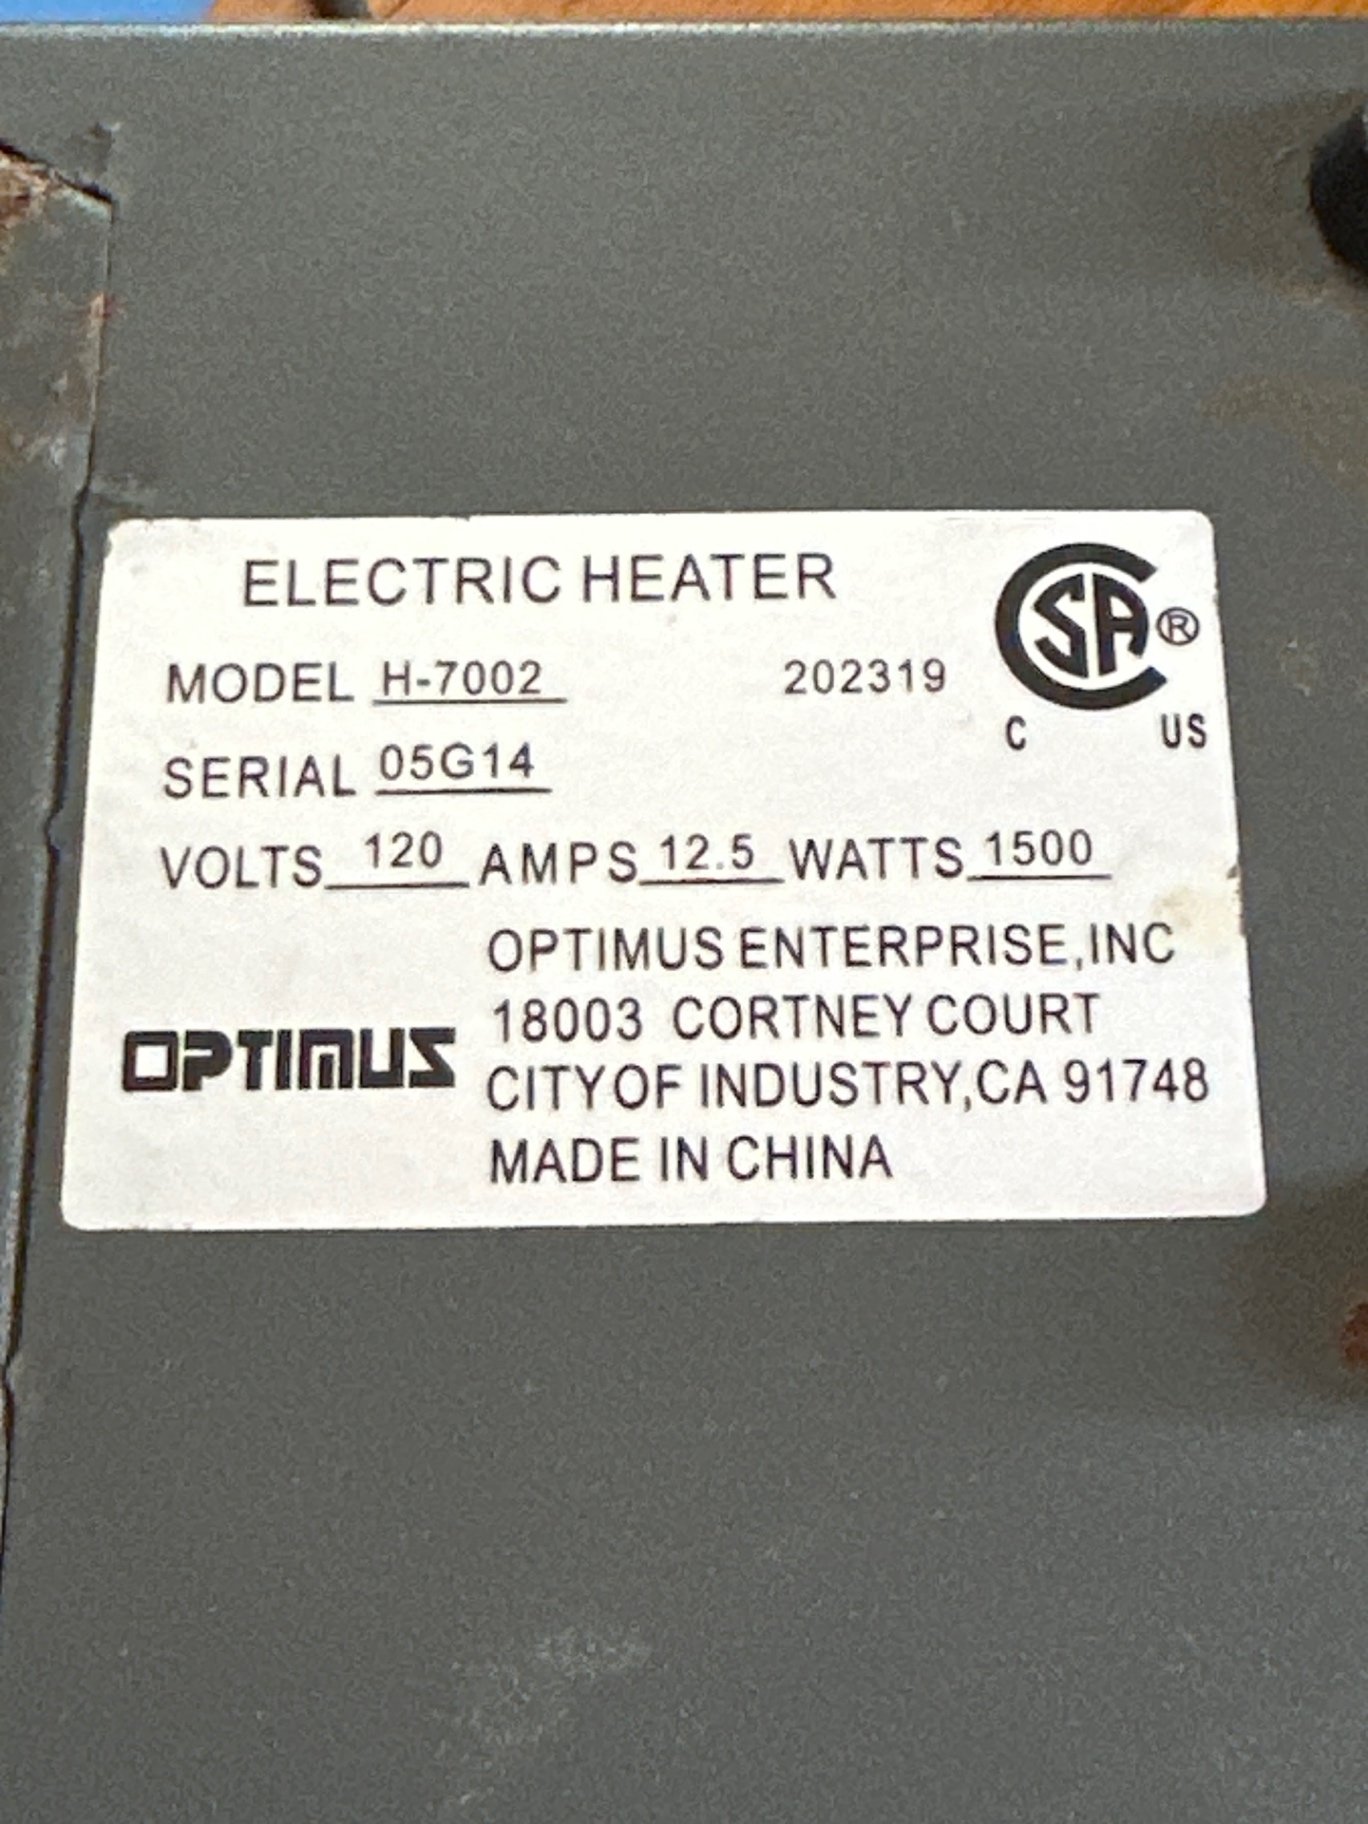 ELECTRIC HEATER
SA ®
MODEL H-7002 202319
C US
SERIAL 05G14
VOLTS 120 AMPS 12.5 WATTS 1500
OPTIMUS ENTERPRISE,INC
18003 CORTNEY COURT
OPTIMUS
CITY OF INDUSTRY,CA 91748
MADE IN CHINA